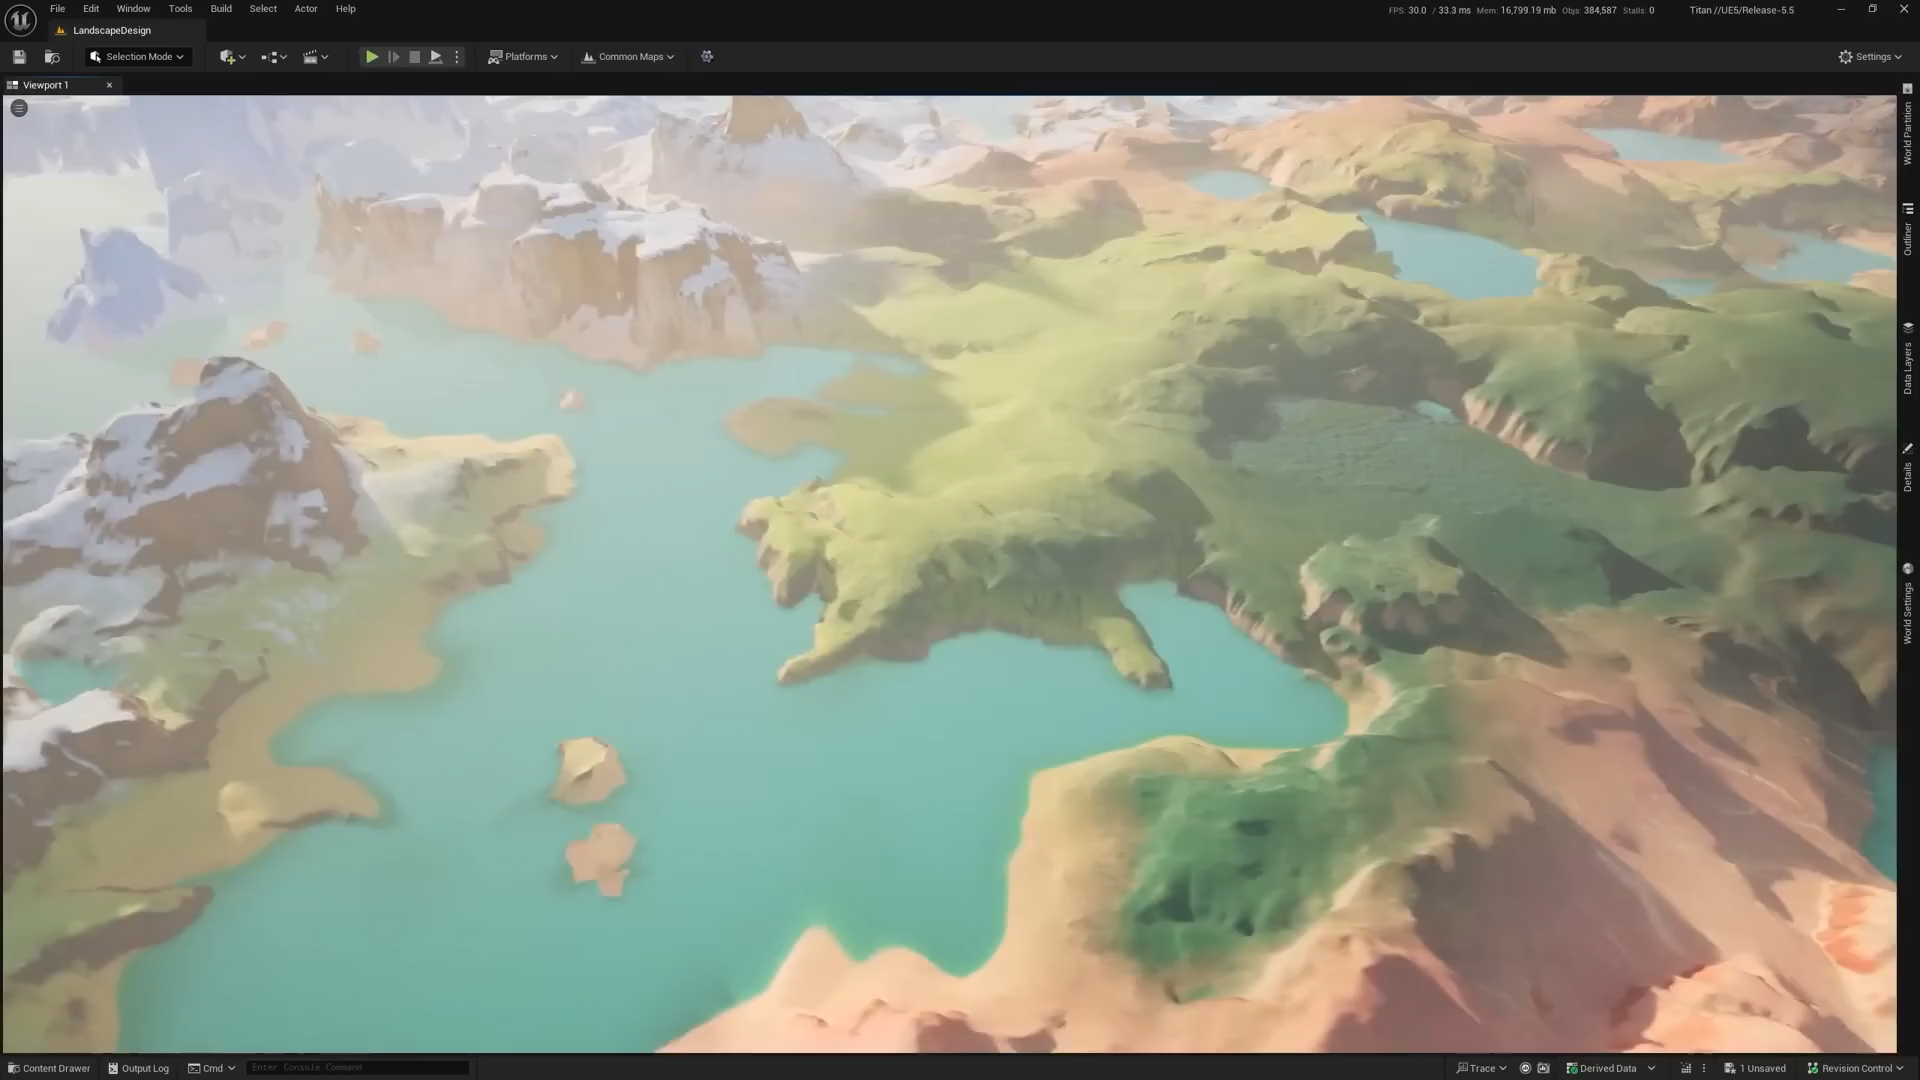 File Edit Window Tools Build Select Actor Help
FPS: 30.0 / 33.3 ms Mem: 16,799.19 mb Objs: 384,587 Stalls: 0 Titan //UE5/Release-5.5
LandscapeDesign
Selection Mode Platforms Common Maps Settings
Viewport 1
World Partition
Outliner
Data Layers
Details
World Settings
Content Drawer Output Log Cmd Enter Console Command Trace Derived Data 1 Unsaved Revision Control